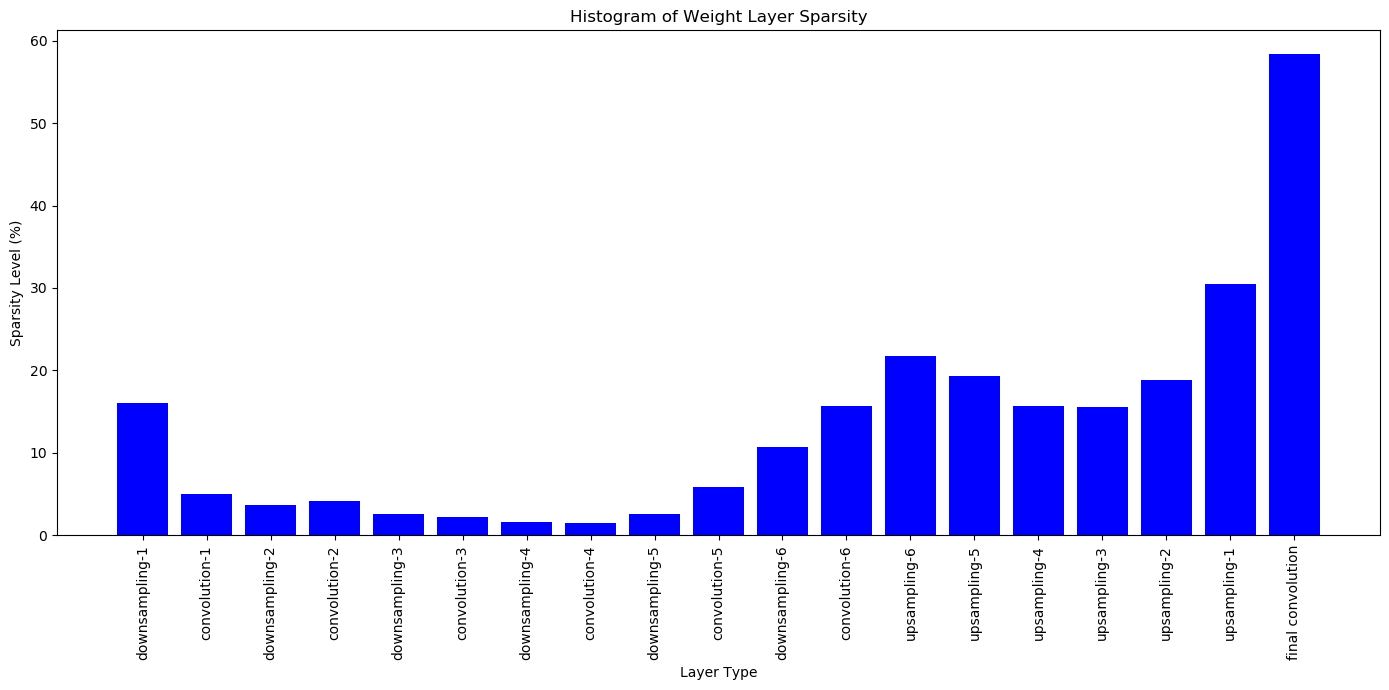 Histogram of Weight Layer Sparsity
Sparsity Level (%)
60
50
40
30
20
10
0
downsampling-1
convolution-1
downsampling-2
convolution-2
downsampling-3
convolution-3
downsampling-4
convolution-4
downsampling-5
convolution-5
downsampling-6
convolution-6
upsampling-6
upsampling-5
upsampling-4
upsampling-3
upsampling-2
upsampling-1
final convolution
Layer Type